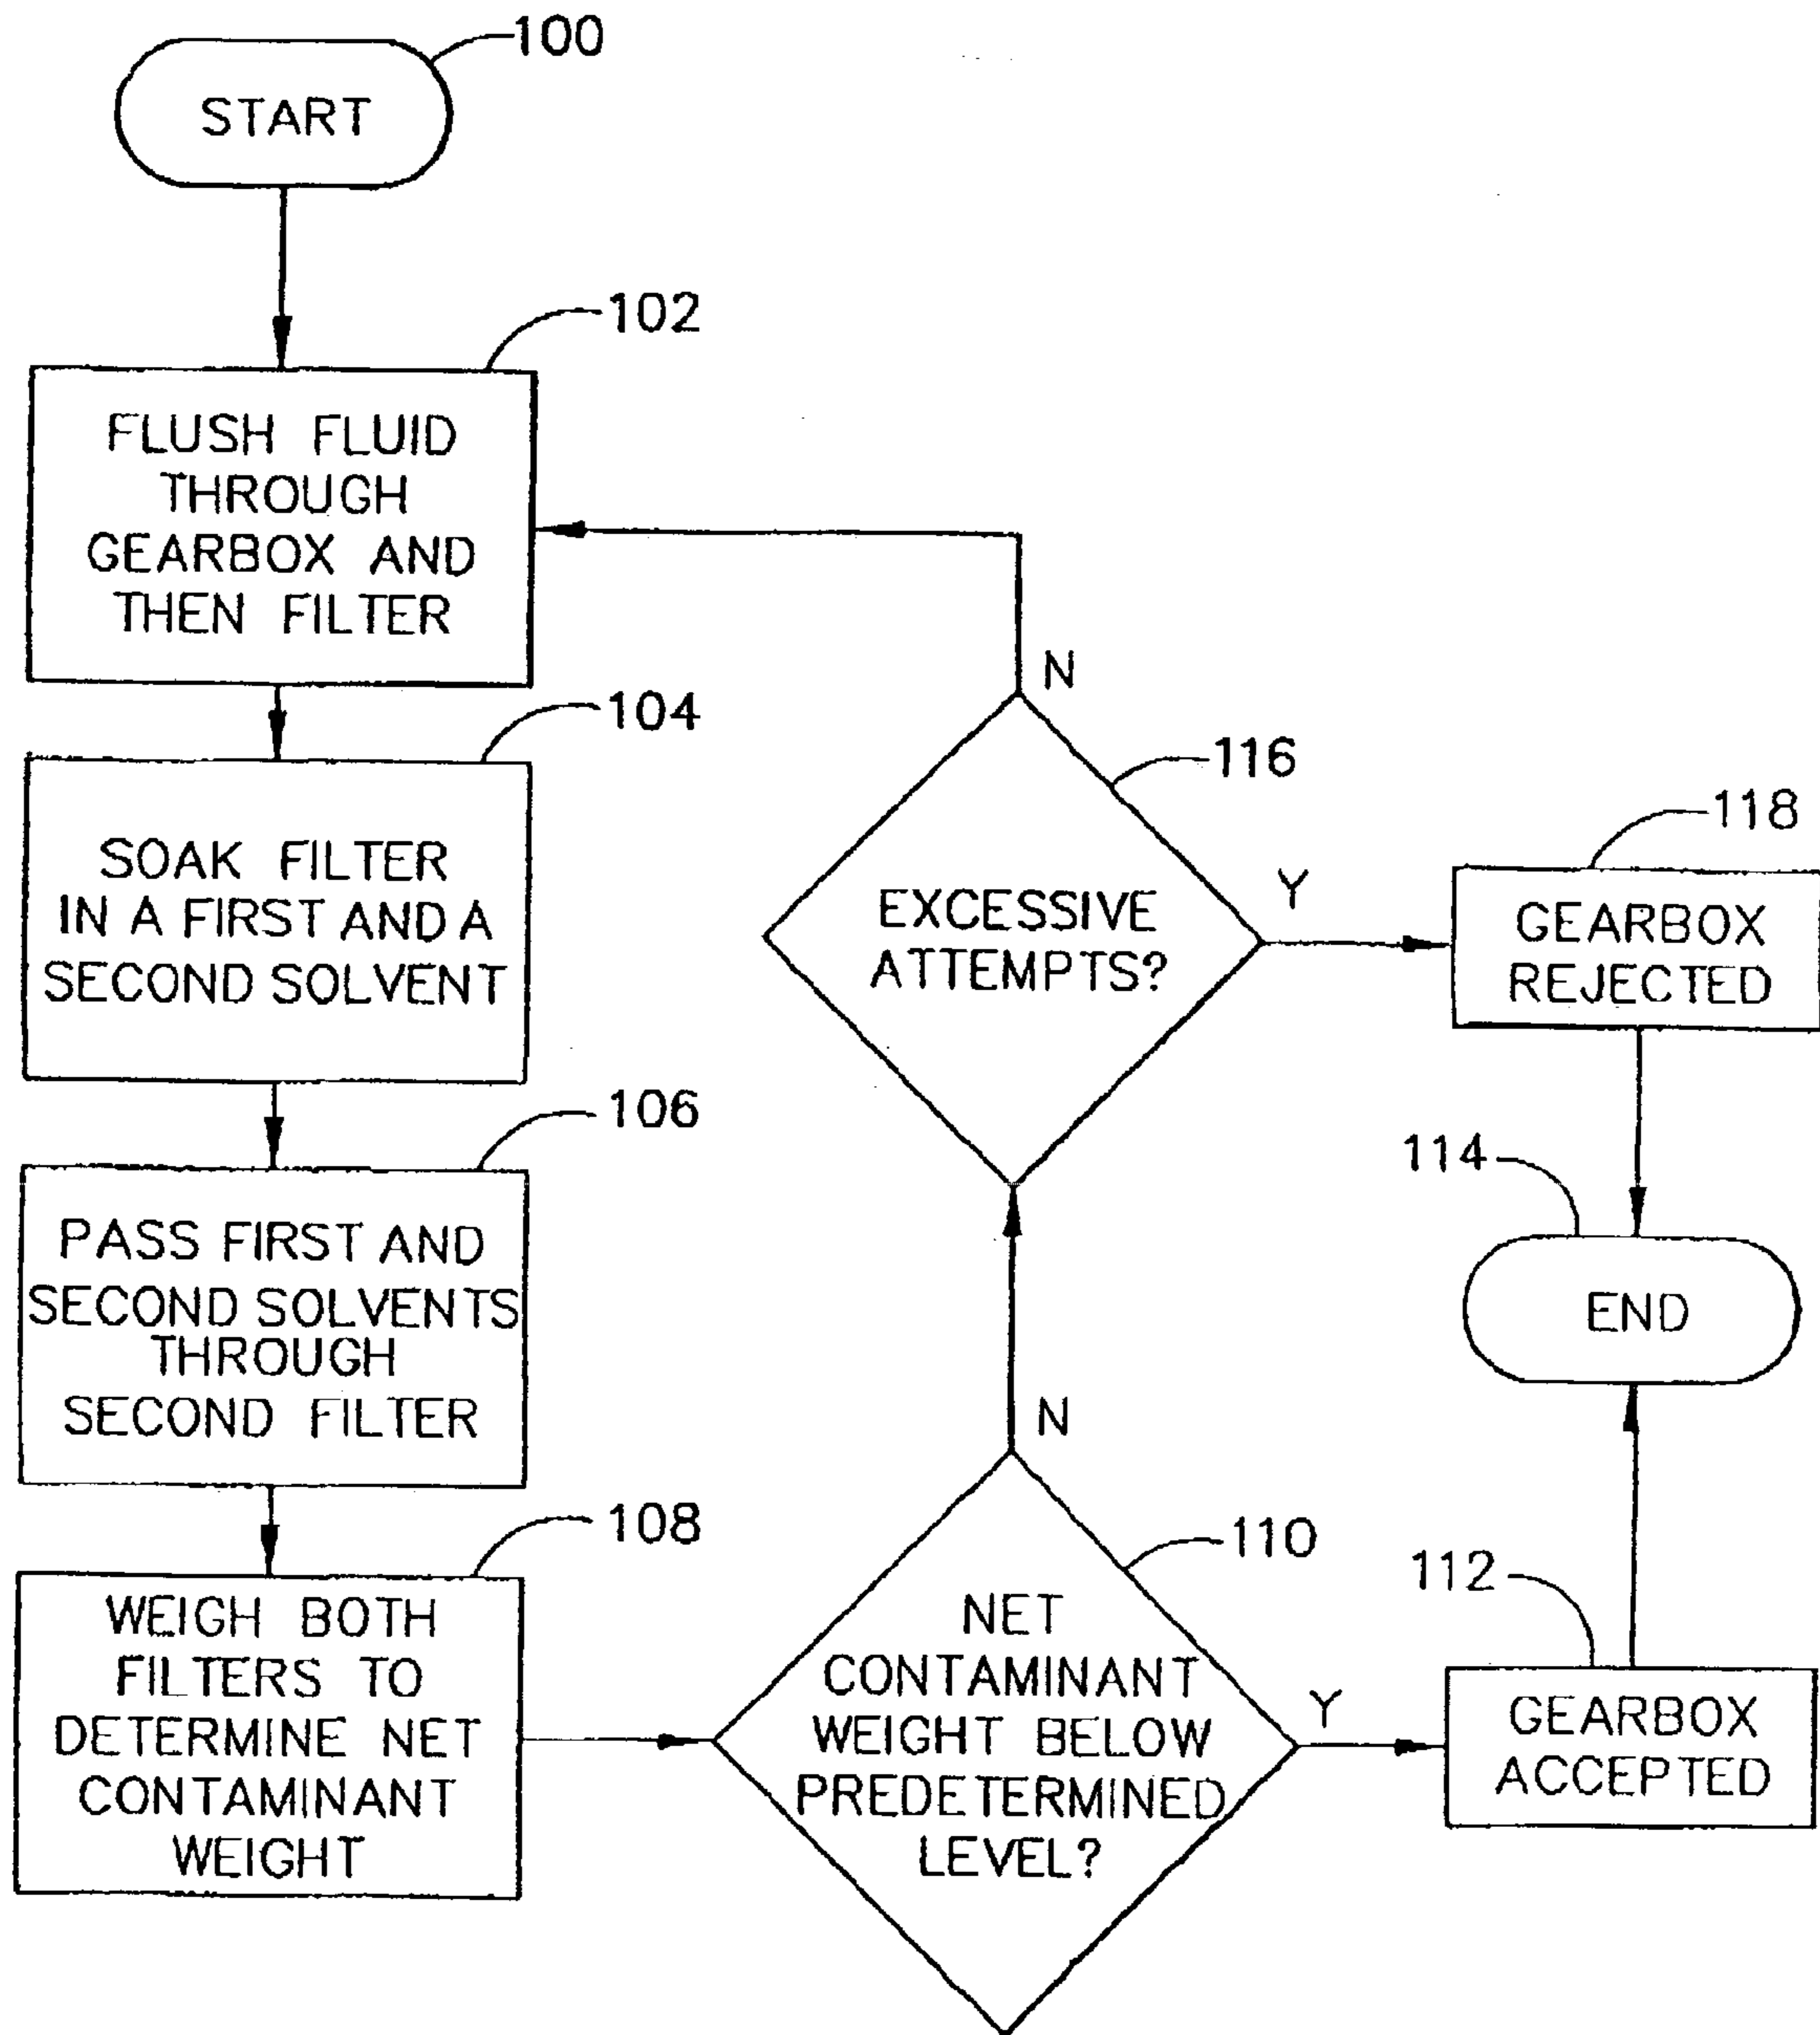 100
START
102
FLUSH FLUID
THROUGH
GEARBOX AND
THEN FILTER
104
SOAK FILTER
IN A FIRST AND A
SECOND SOLVENT
106
PASS FIRST AND
SECOND SOLVENTS
THROUGH
SECOND FILTER
108
WEIGH BOTH
FILTERS TO
DETERMINE NET
CONTAMINANT
WEIGHT
110
NET
CONTAMINANT
WEIGHT BELOW
PREDETERMINED
LEVEL?
Y
N
112
GEARBOX
ACCEPTED
116
EXCESSIVE
ATTEMPTS?
N
Y
118
GEARBOX
REJECTED
114
END